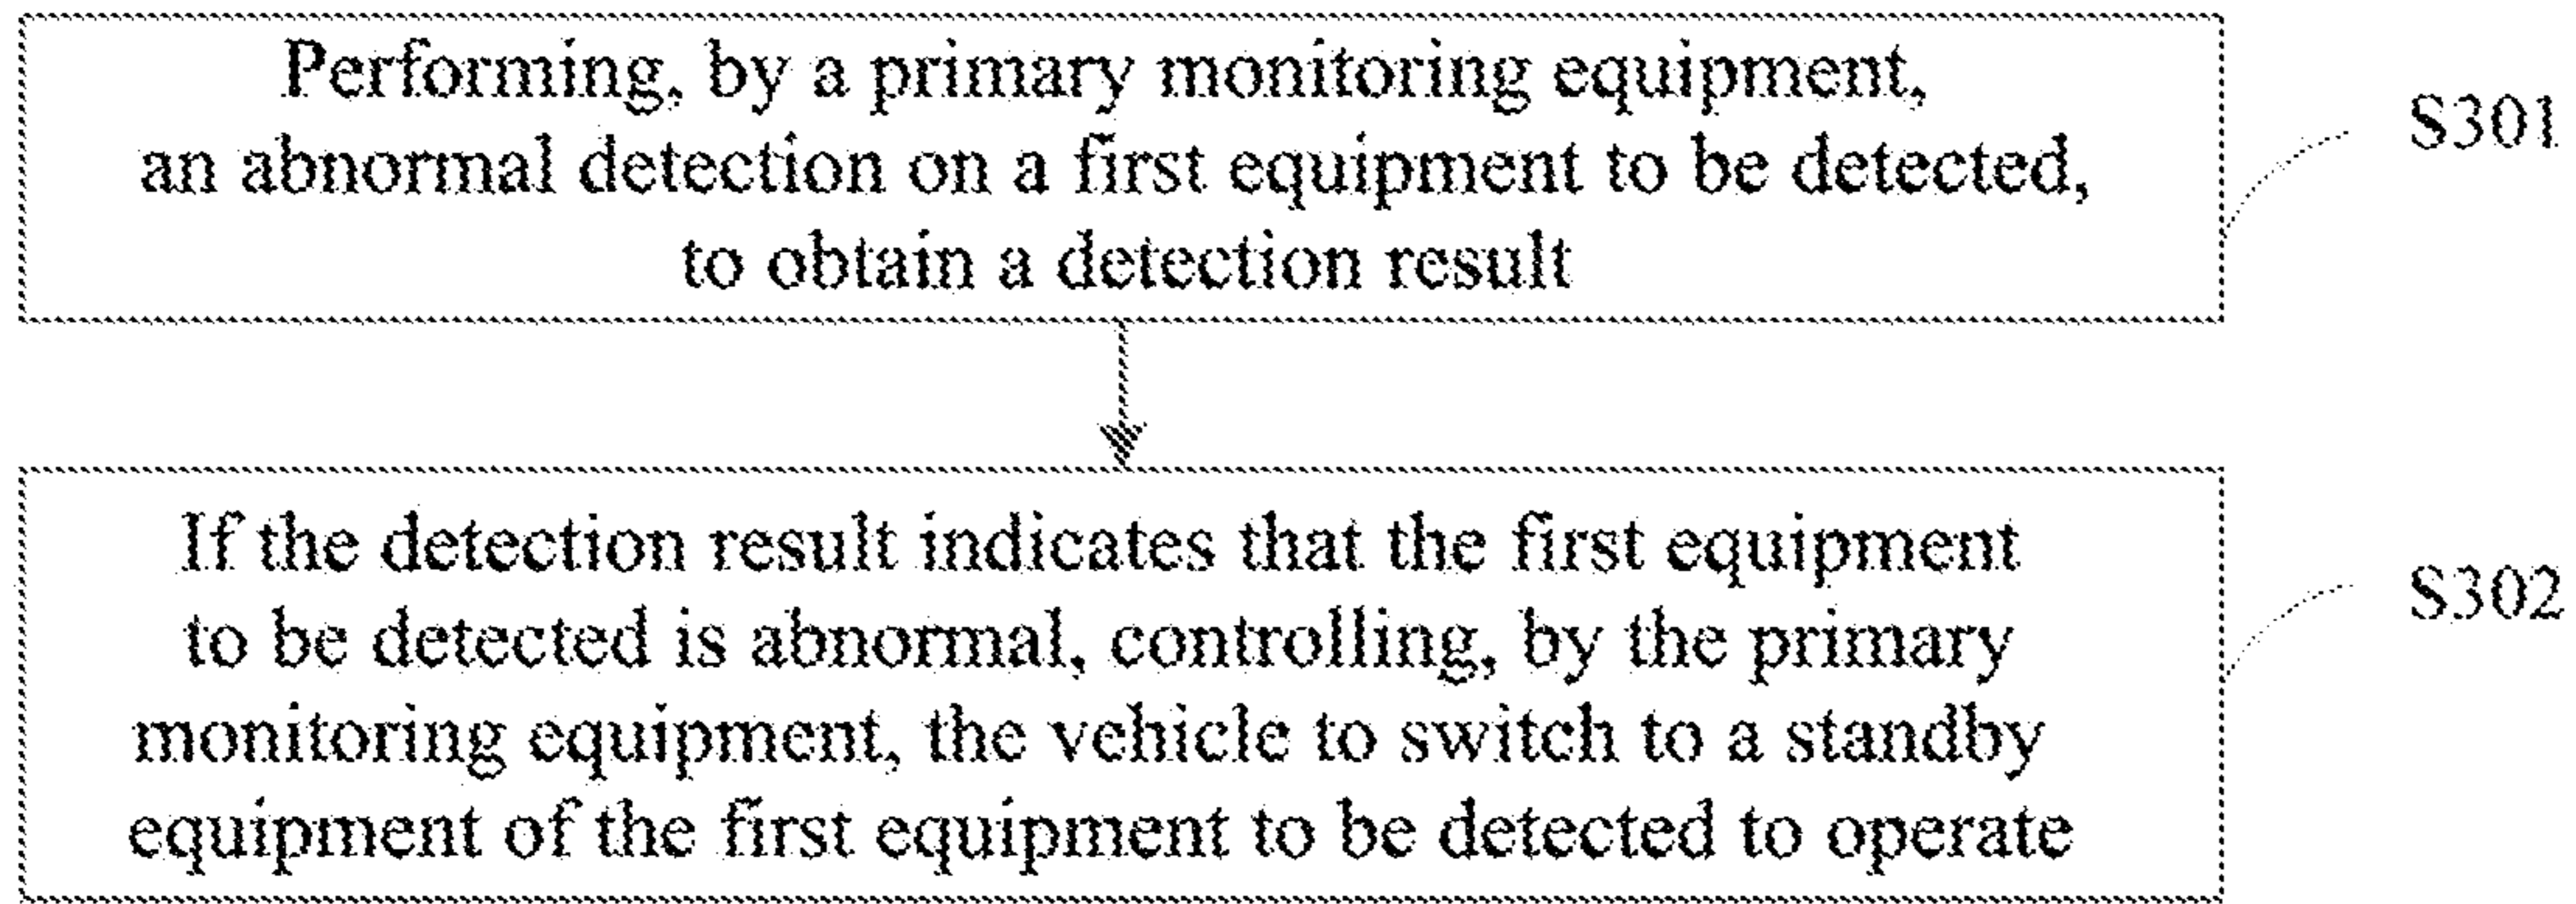 Performing, by a primary monitoring equipment,
an abnormal detection on a first equipment to be detected,
to obtain a detection result
S301
If the detection result indicates that the first equipment
to be detected is abnormal, controlling, by the primary
monitoring equipment, the vehicle to switch to a standby
equipment of the first equipment to be detected to operate
S302